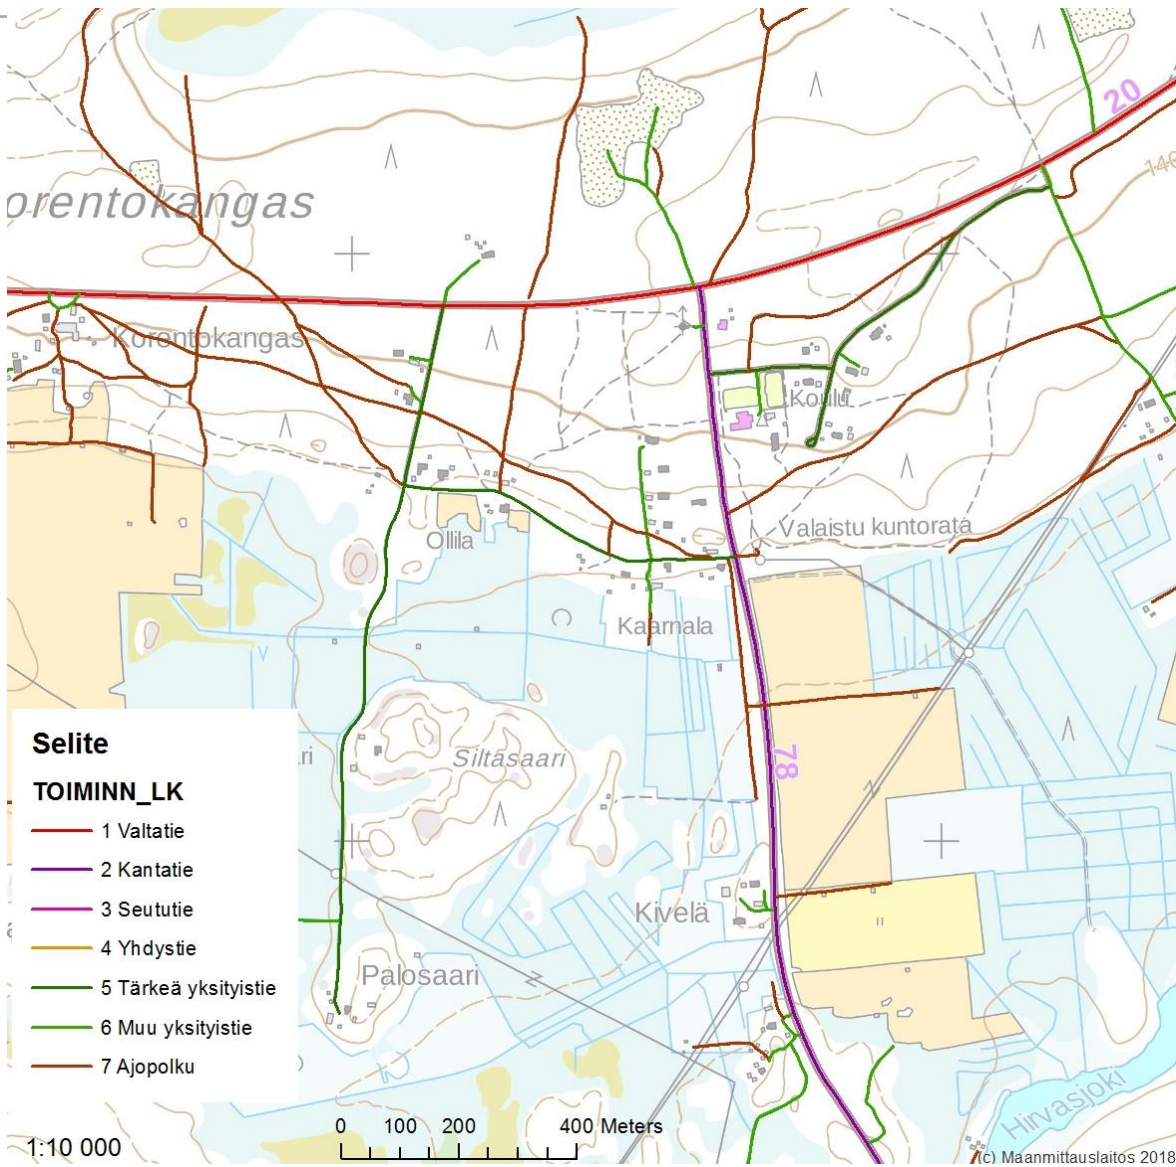 20
140
orentokangas
Korentokangas
Koulu
Valaistu kuntorata
Ollila
Kaarnala
Siltasaari
78
ri
Kivelä
Palosaari
Hirvasjoki
Selite
TOIMINN_LK
1 Valtatie
2 Kantatie
3 Seututie
4 Yhdystie
5 Tärkeä yksityistie
6 Muu yksityistie
7 Ajopolku
0 100 200 400 Meters
1:10 000
(c) Maanmittauslaitos 2018